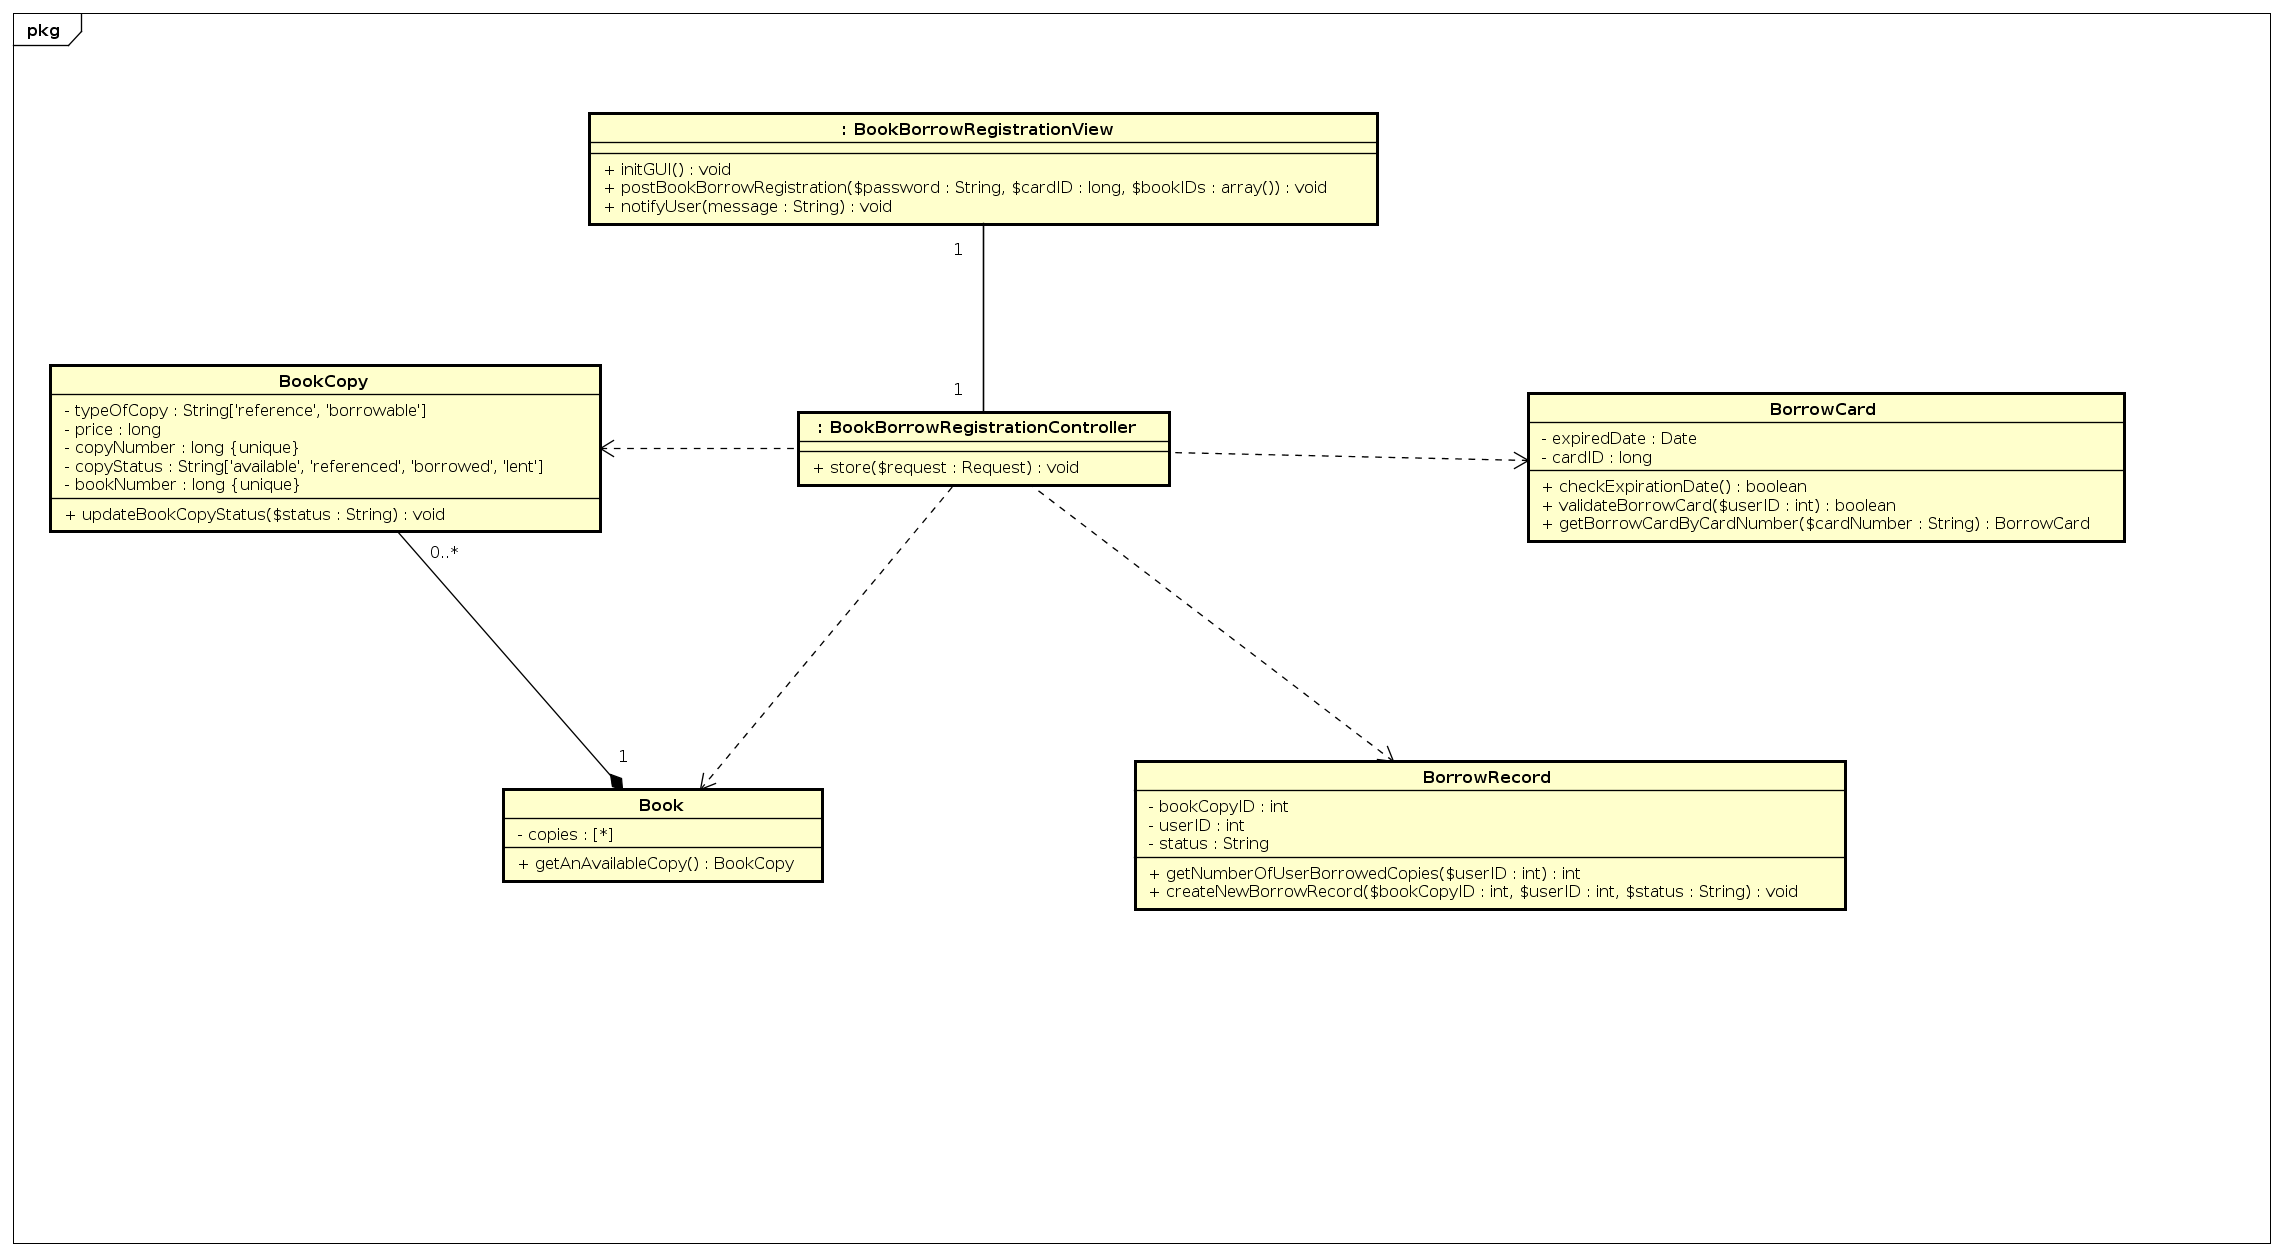 pkg
: BookBorrowRegistrationView
+ initGUI() : void
+ postBookBorrowRegistration($password : String, $cardID : long, $bookIDs : array()) : void
+ notifyUser(message : String) : void
1
1
BookCopy
- typeOfCopy : String['reference', 'borrowable']
- price : long
- copyNumber : long {unique}
- copyStatus : String['available', 'referenced', 'borrowed', 'lent']
- bookNumber : long {unique}
+ updateBookCopyStatus($status : String) : void
: BookBorrowRegistrationController
+ store($request : Request) : void
BorrowCard
- expiredDate : Date
- cardID : long
+ checkExpirationDate() : boolean
+ validateBorrowCard($userID : int) : boolean
+ getBorrowCardByCardNumber($cardNumber : String) : BorrowCard
0..*
1
Book
- copies : [*]
+ getAnAvailableCopy() : BookCopy
BorrowRecord
- bookCopyID : int
- userID : int
- status : String
+ getNumberOfUserBorrowedCopies($userID : int) : int
+ createNewBorrowRecord($bookCopyID : int, $userID : int, $status : String) : void